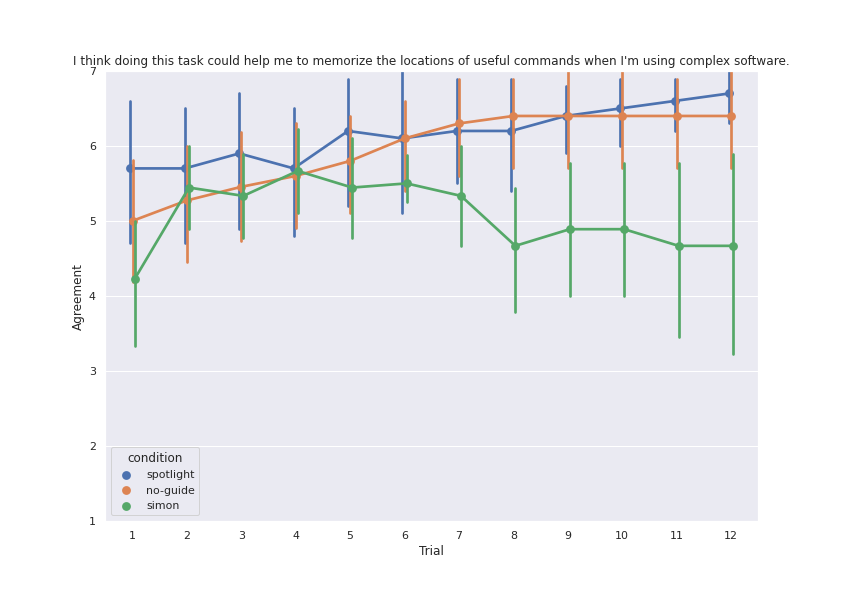 I think doing this task could help me to memorize the locations of useful commands when I'm using complex software.
7
6
5
4
3
2
1
Agreement
condition
spotlight
no-guide
simon
1 2 3 4 5 6 7 8 9 10 11 12
Trial